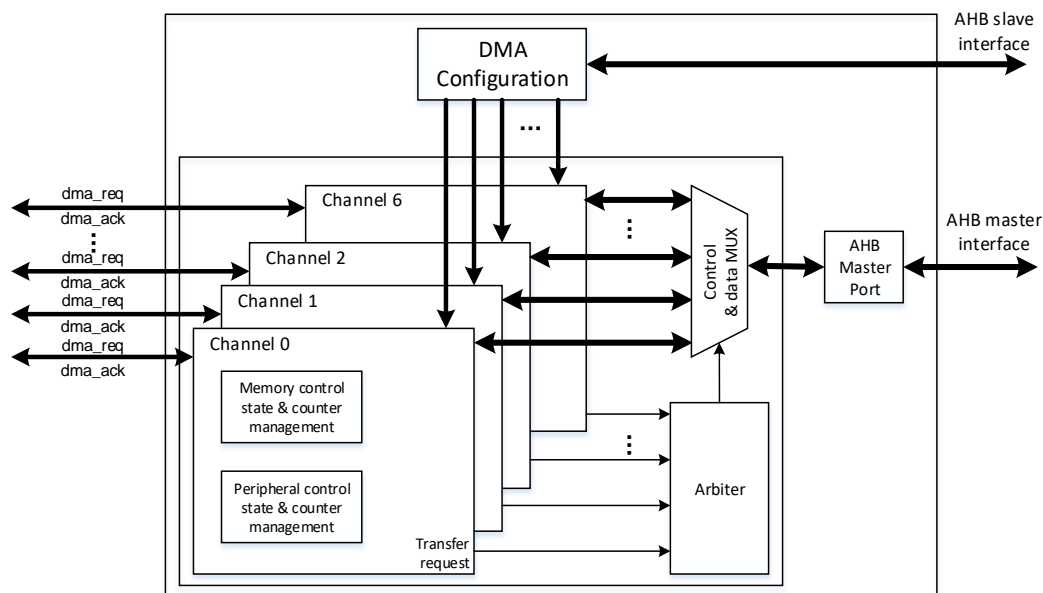 AHB slave
interface
DMA
Configuration
...
Channel 6
Channel 2
Channel 1
Channel 0
dma_req
dma_ack
...
dma_req
dma_ack
dma_req
dma_ack
dma_req
dma_ack
...
Control
& data MUX
AHB
Master
Port
AHB master
interface
Memory control
state & counter
management
Peripheral control
state & counter
management
Transfer
request
...
Arbiter